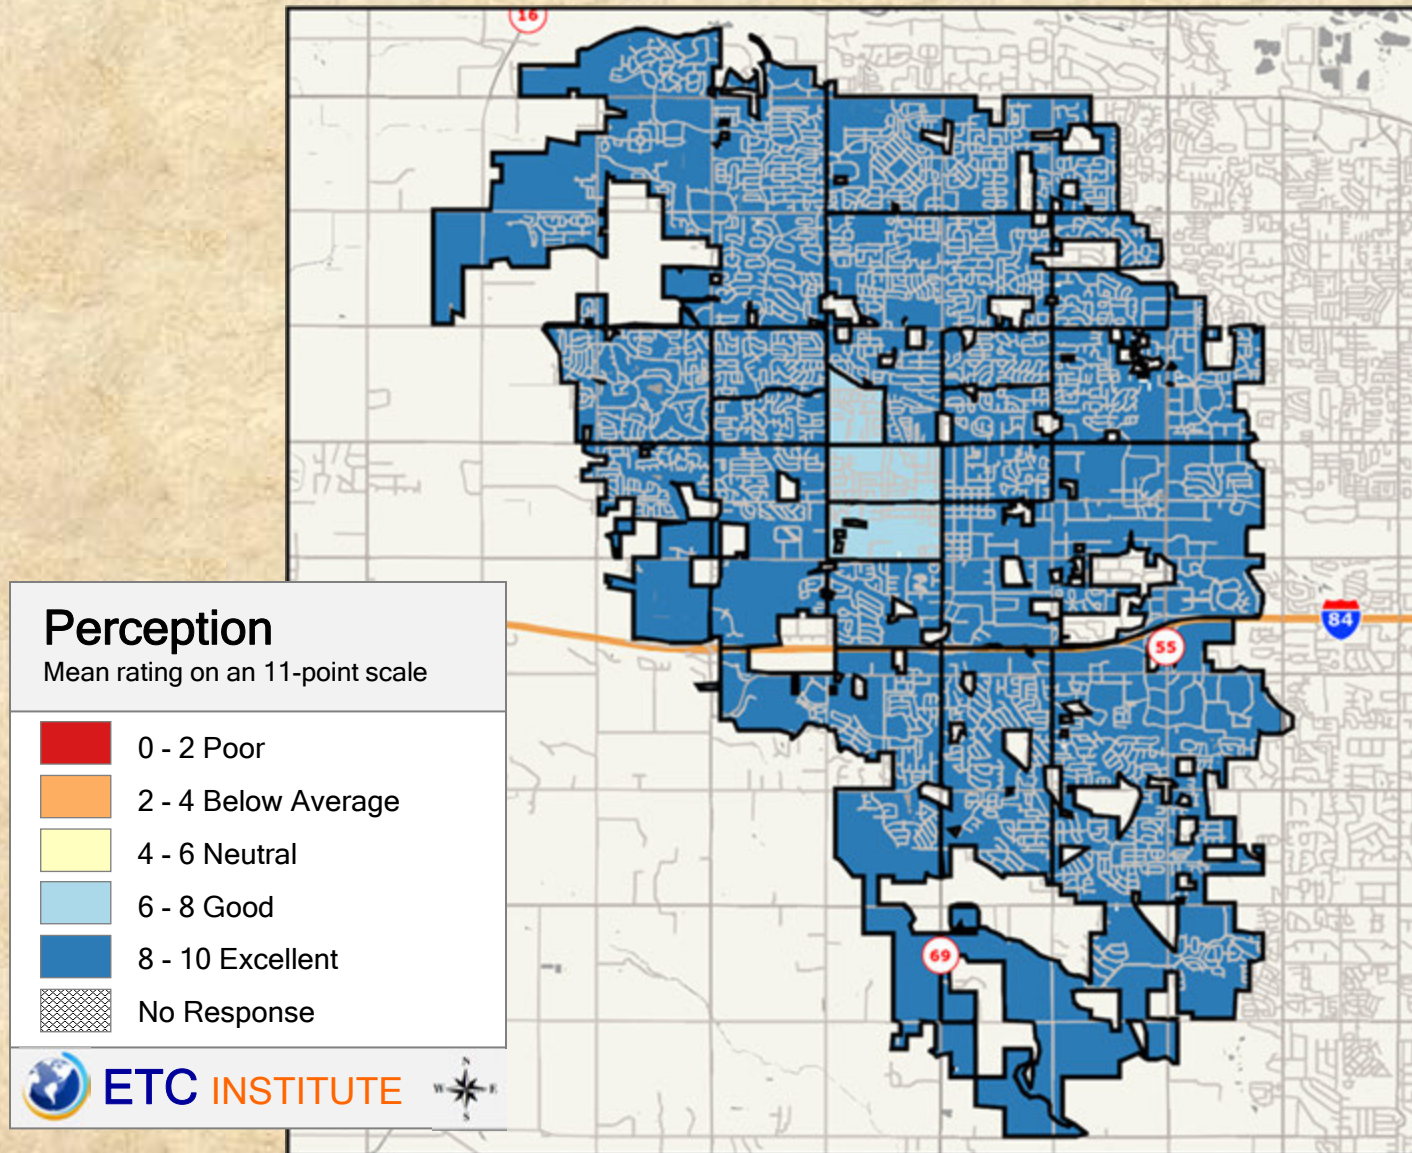 16
84
55
69
Perception
Mean rating on an 11-point scale
0 - 2 Poor
2 - 4 Below Average
4 - 6 Neutral
6 - 8 Good
8 - 10 Excellent
No Response
ETC INSTITUTE
N
W E
S